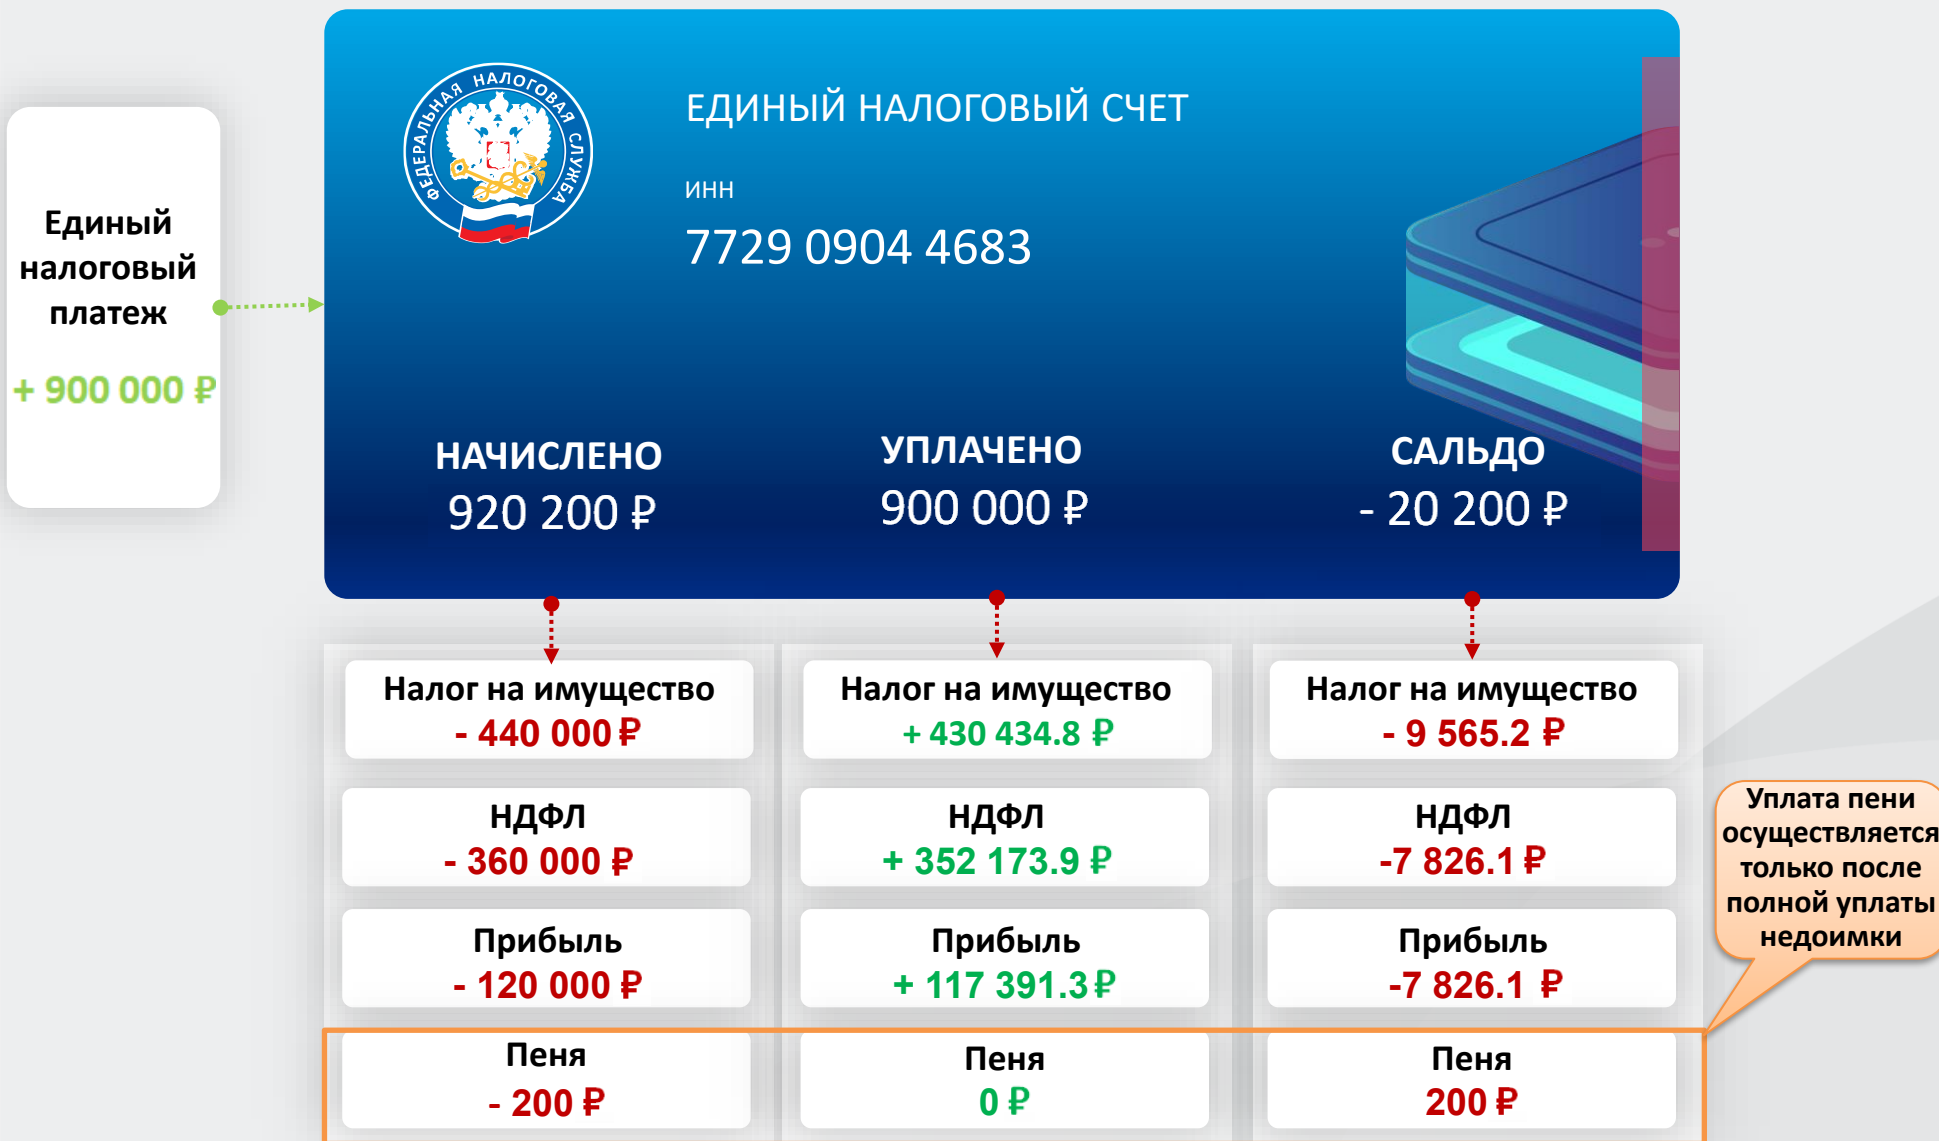 ФЕДЕРАЛЬНАЯ НАЛОГОВАЯ СЛУЖБА
ЕДИНЫЙ НАЛОГОВЫЙ СЧЕТ
ИНН
7729 0904 4683
Единый
налоговый
платеж
+ 900 000 ₽
НАЧИСЛЕНО
920 200 ₽
УПЛАЧЕНО
900 000 ₽
САЛЬДО
- 20 200 ₽
Налог на имущество
- 440 000 ₽
Налог на имущество
+ 430 434.8 ₽
Налог на имущество
- 9 565.2 ₽
НДФЛ
- 360 000 ₽
НДФЛ
+ 352 173.9 ₽
НДФЛ
-7 826.1 ₽
Прибыль
- 120 000 ₽
Прибыль
+ 117 391.3 ₽
Прибыль
-7 826.1 ₽
Пеня
- 200 ₽
Пеня
0 ₽
Пеня
200 ₽
Уплата пени
осуществляется
только после
полной уплаты
недоимки